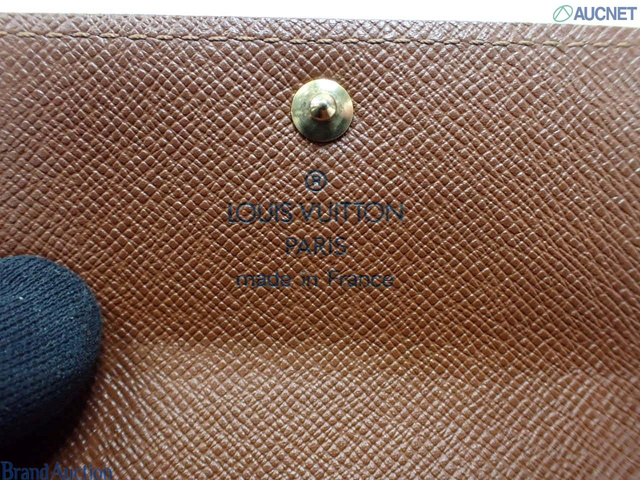 AUCNET
®
LOUIS VUITTON
PARIS
made in France
Brand Auction